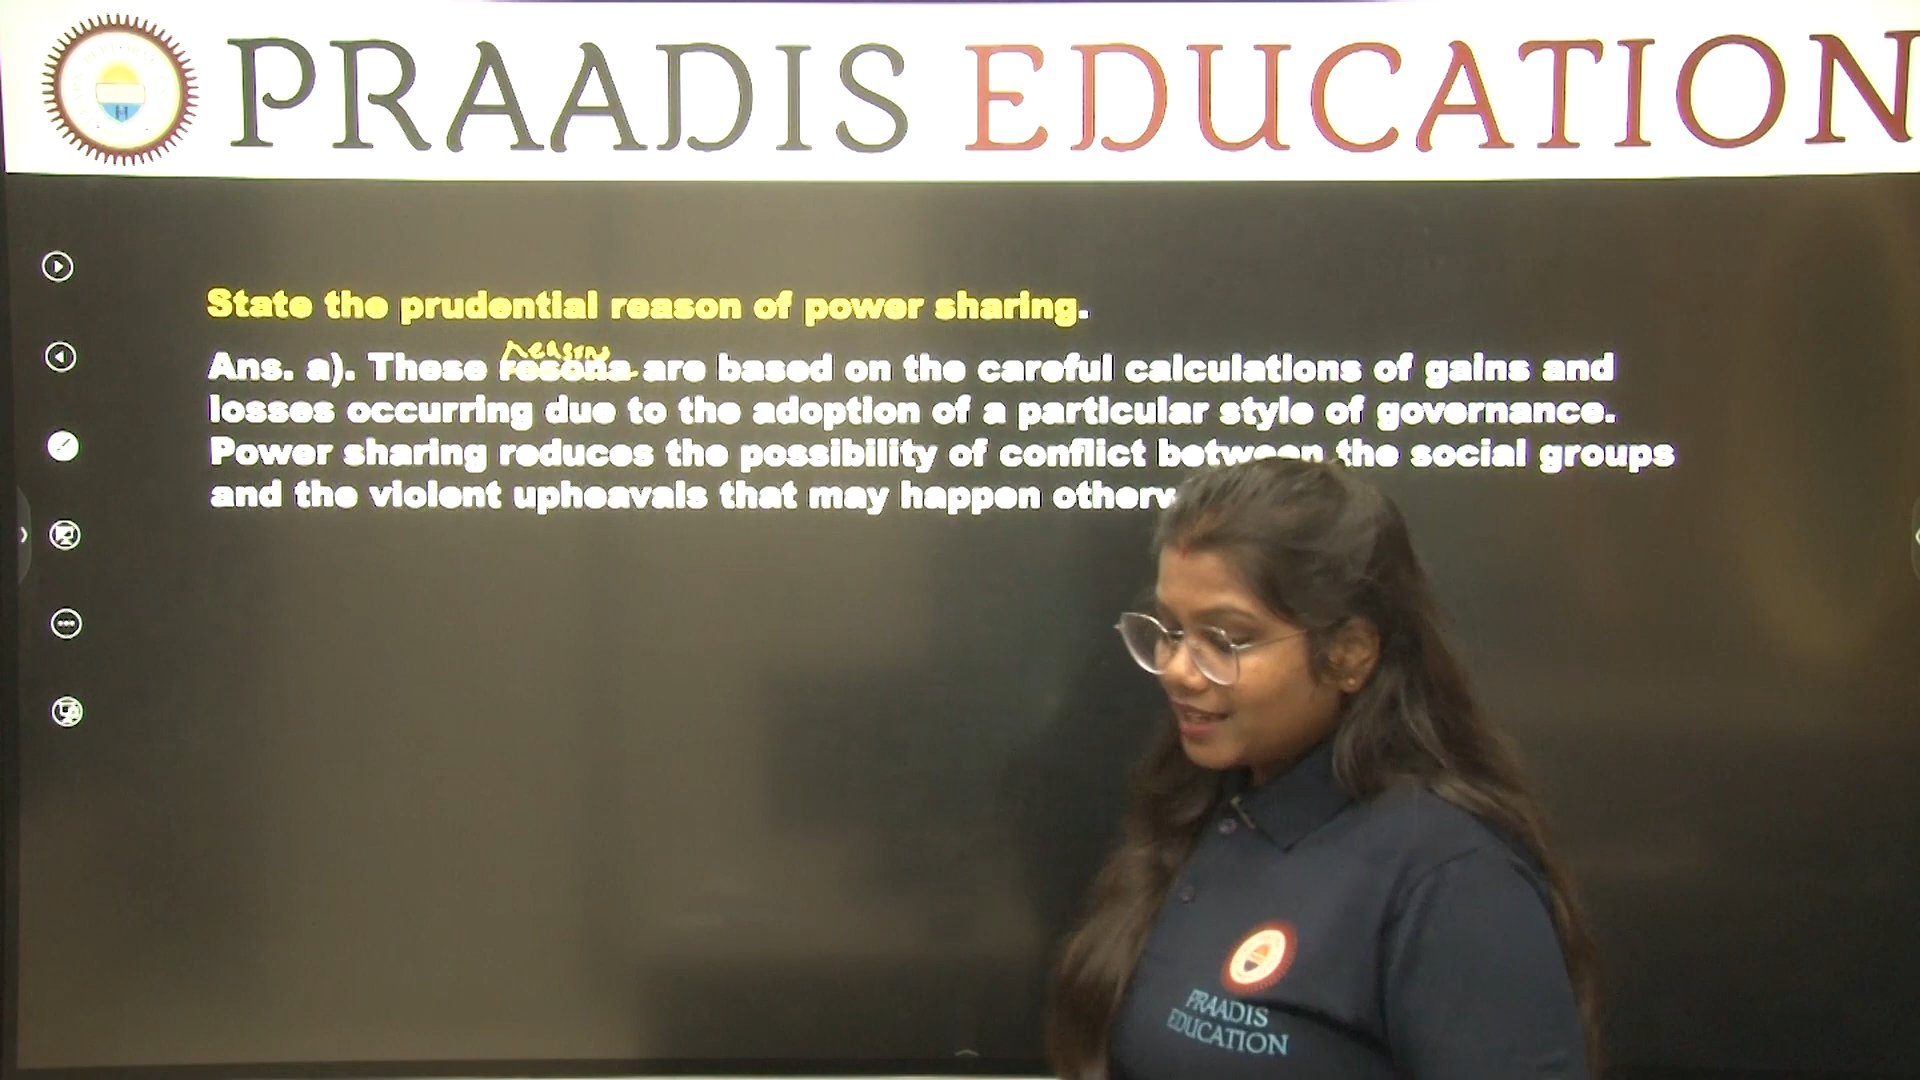 PRAADIS EDUCATION
State the prudential reason of power sharing.
reasons
Ans. a). These resons are based on the careful calculations of gains and
losses occurring due to the adoption of a particular style of governance.
Power sharing reduces the possibility of conflict between the social groups
and the violent upheavals that may happen
PRAADIS
EDUCATION